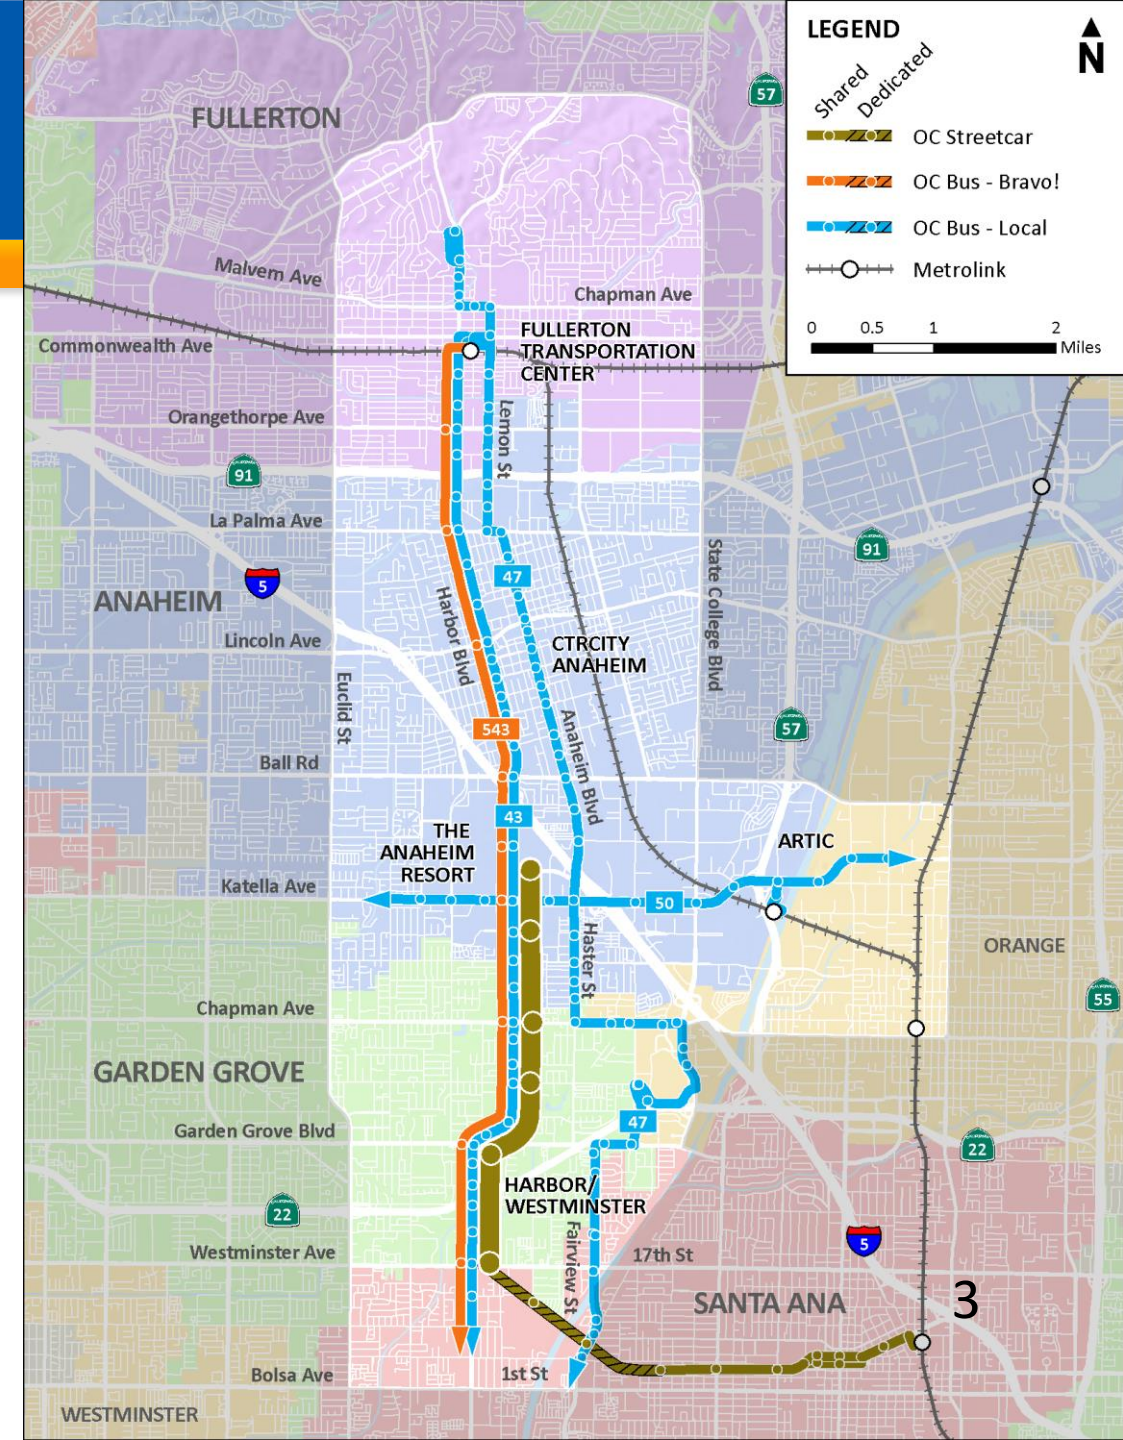 LEGEND
N
Shared
Dedicated
OC Streetcar
OC Bus - Bravo!
OC Bus - Local
Metrolink
0 0.5 1 2
Miles
57
FULLERTON
Malvern Ave
Chapman Ave
FULLERTON
TRANSPORTATION
CENTER
Commonwealth Ave
Orangethorpe Ave
Lemon St
91
La Palma Ave
91
5
47
ANAHEIM
Harbor Blvd
State College Blvd
Lincoln Ave
CTRCITY
ANAHEIM
Euclid St
543
Anaheim Blvd
57
Ball Rd
43
THE
ANAHEIM
RESORT
ARTIC
Katella Ave
50
Haster St
ORANGE
55
Chapman Ave
GARDEN GROVE
47
Garden Grove Blvd
22
HARBOR/
WESTMINSTER
22
Fairview St
5
Westminster Ave
17th St
SANTA ANA
3
Bolsa Ave
1st St
WESTMINSTER